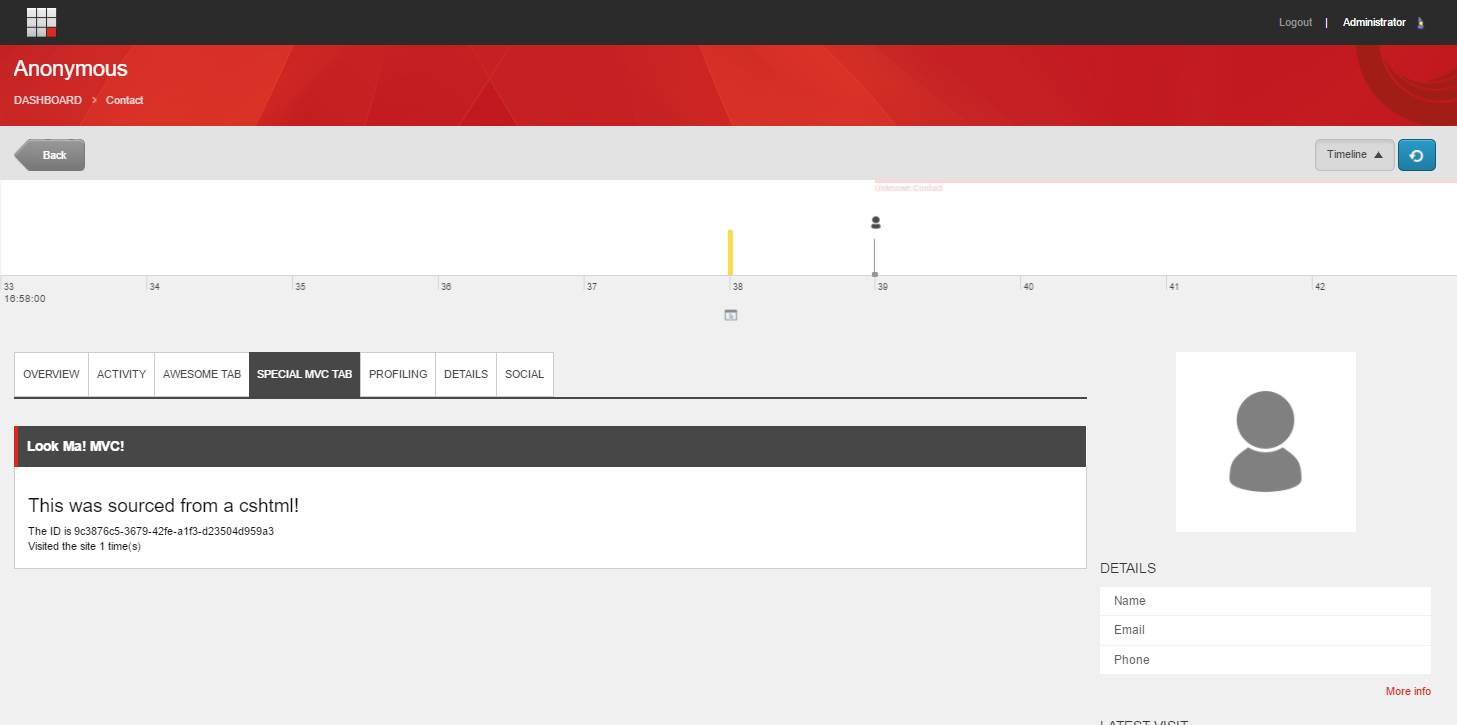 Logout | Administrator
Anonymous
DASHBOARD > Contact
Back
Timeline
Unknown Contact
33 34 35 36 37 38 39 40 41 42
16:58:00
OVERVIEW ACTIVITY AWESOME TAB SPECIAL MVC TAB PROFILING DETAILS SOCIAL
Look Ma! MVC!
This was sourced from a cshtml!
The ID is 9c3876c5-3679-42fe-a1f3-d23504d959a3
Visited the site 1 time(s)
DETAILS
Name
Email
Phone
More info
LATEST VISIT